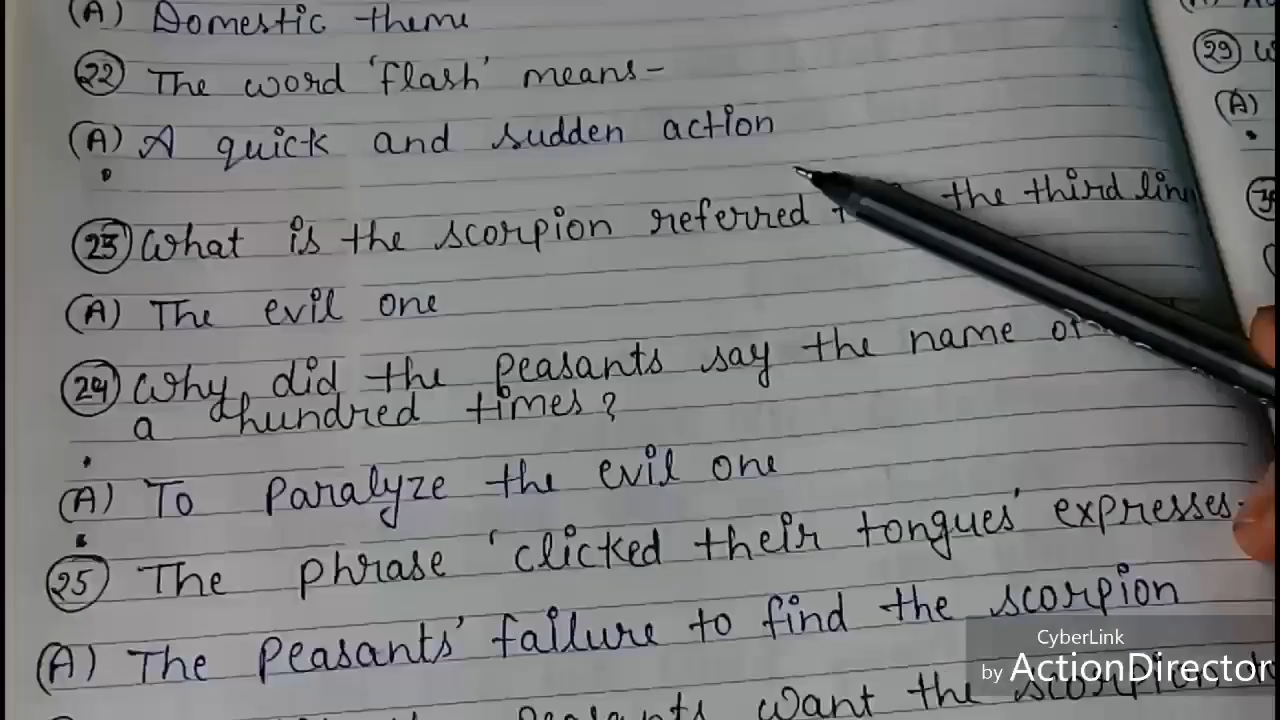 (A) Domestic theme
(22) The word 'flash' means-
(A) A quick and sudden action
(23) What is the scorpion referred the third line
(A) The evil one
(24) Why did the peasants say the name of
a hundred times?
(A) To paralyze the evil one
(25) The phrase 'clicked their tongues' expresses-
(A) The peasants' failure to find the scorpion
peasants want the scorpion
(29)
(A)
CyberLink
by ActionDirector